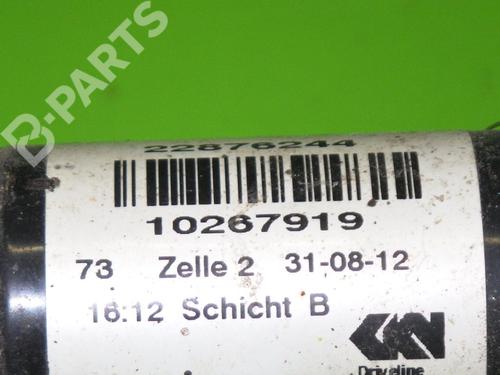 B-PARTS
22876244
10267919
73 Zelle 2 31-08-12
16:12 Schicht B
GKN
Driveline